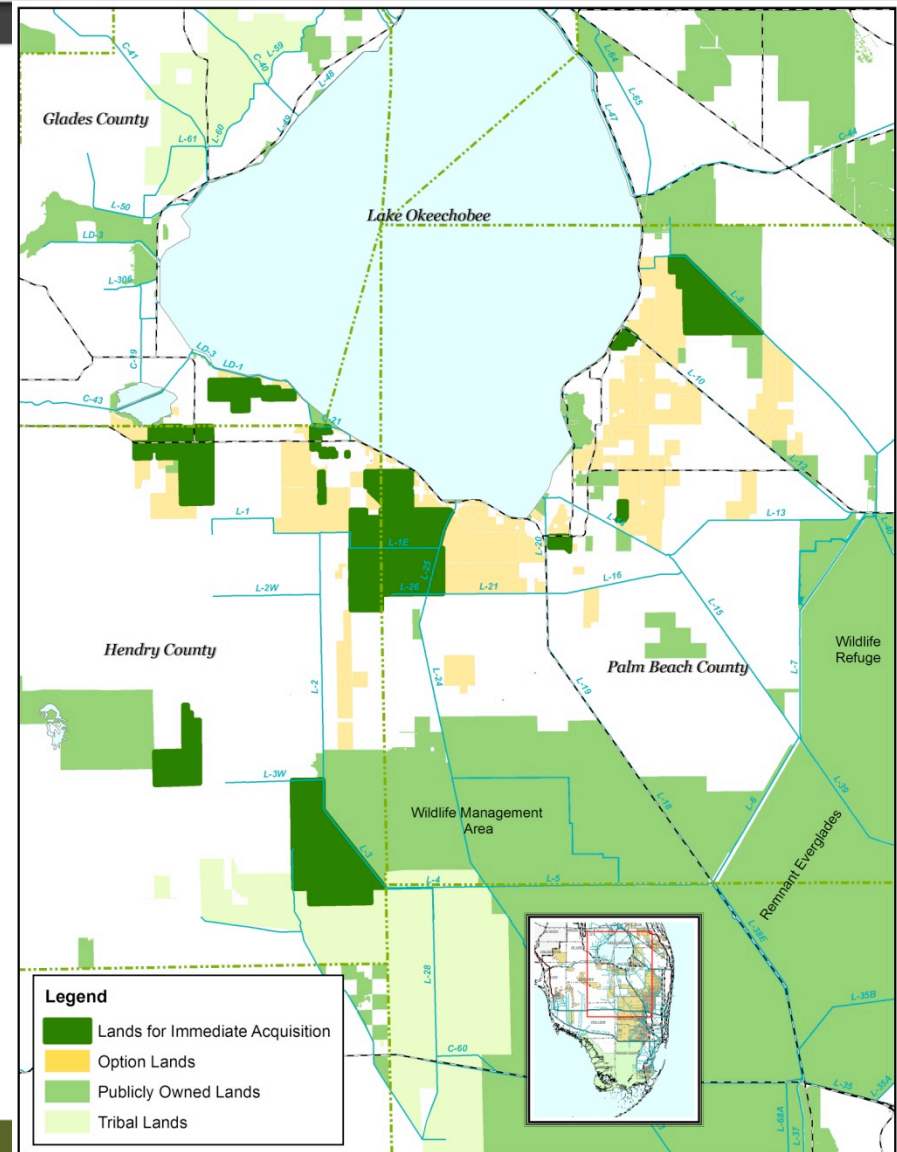 C-41
L-59
C-40
L-48
L-64
L-65
L-47
Glades County
L-60
L-49
L-61
C-44
L-50
Lake Okeechobee
LD-3
L-8
C-19
LD-3
LD-1
L-10
C-43
C-21
L-12
L-1
L-13
L-40
L-20
L-1E
L-25
L-16
L-2W
L-26
L-21
L-15
Hendry County
Palm Beach County
Wildlife
Refuge
L-7
L-2
L-24
L-19
L-3W
L-18
L-6
L-39
Wildlife Management
Area
Remnant Everglades
L-3
L-4
L-5
L-38E
L-28
L-35B
C-60
L-35
L-35A
L-68A
L-37
Legend
Lands for Immediate Acquisition
Option Lands
Publicly Owned Lands
Tribal Lands